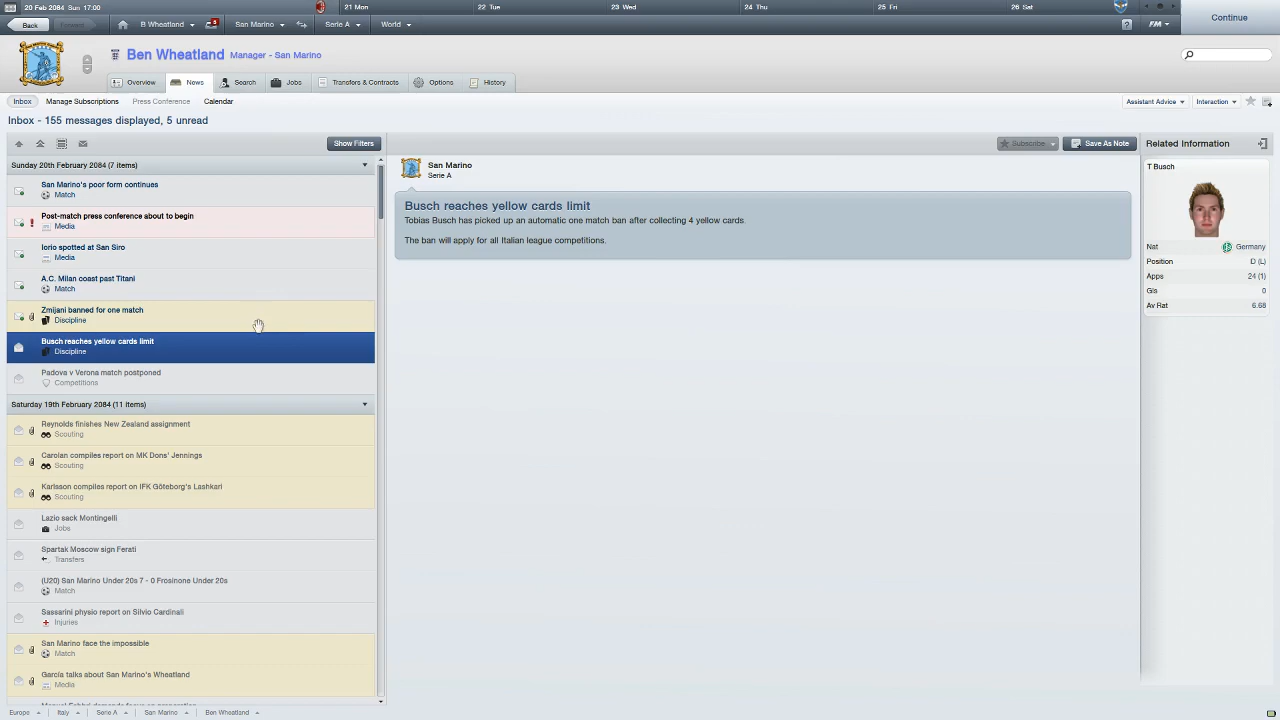 20 Feb 2084 Sun 17:00
21 Mon
22 Tue
23 Wed
24 Thu
25 Fri
26 Sat
Back
Forward
B Wheatland
San Marino
Serie A
World
FM
Continue
Ben Wheatland Manager - San Marino
Overview
News
Search
Jobs
Transfers & Contracts
Options
History
Inbox
Manage Subscriptions
Press Conference
Calendar
Assistant Advice
Interaction
Inbox - 155 messages displayed, 5 unread
Show Filters
Subscribe
Save As Note
Related Information
Sunday 20th February 2084 (7 items)
San Marino's poor form continues
Match
Post-match press conference about to begin
Media
Iorio spotted at San Siro
Media
A.C. Milan coast past Titani
Match
Zmijani banned for one match
Discipline
Busch reaches yellow cards limit
Discipline
Padova v Verona match postponed
Competitions
Saturday 19th February 2084 (11 items)
Reynolds finishes New Zealand assignment
Scouting
Carolan compiles report on MK Dons' Jennings
Scouting
Karlsson compiles report on IFK Göteborg's Lashkari
Scouting
Lazio sack Montingelli
Jobs
Spartak Moscow sign Ferati
Transfers
(U20) San Marino Under 20s 7 - 0 Frosinone Under 20s
Match
Sassarini physio report on Silvio Cardinali
Injuries
San Marino face the impossible
Match
García talks about San Marino's Wheatland
Media
San Marino
Serie A
Busch reaches yellow cards limit
Tobias Busch has picked up an automatic one match ban after collecting 4 yellow cards.
The ban will apply for all Italian league competitions.
T Busch
Nat Germany
Position D (L)
Apps 24 (1)
Gls 0
Av Rat 6.68
Europe
Italy
Serie A
San Marino
Ben Wheatland